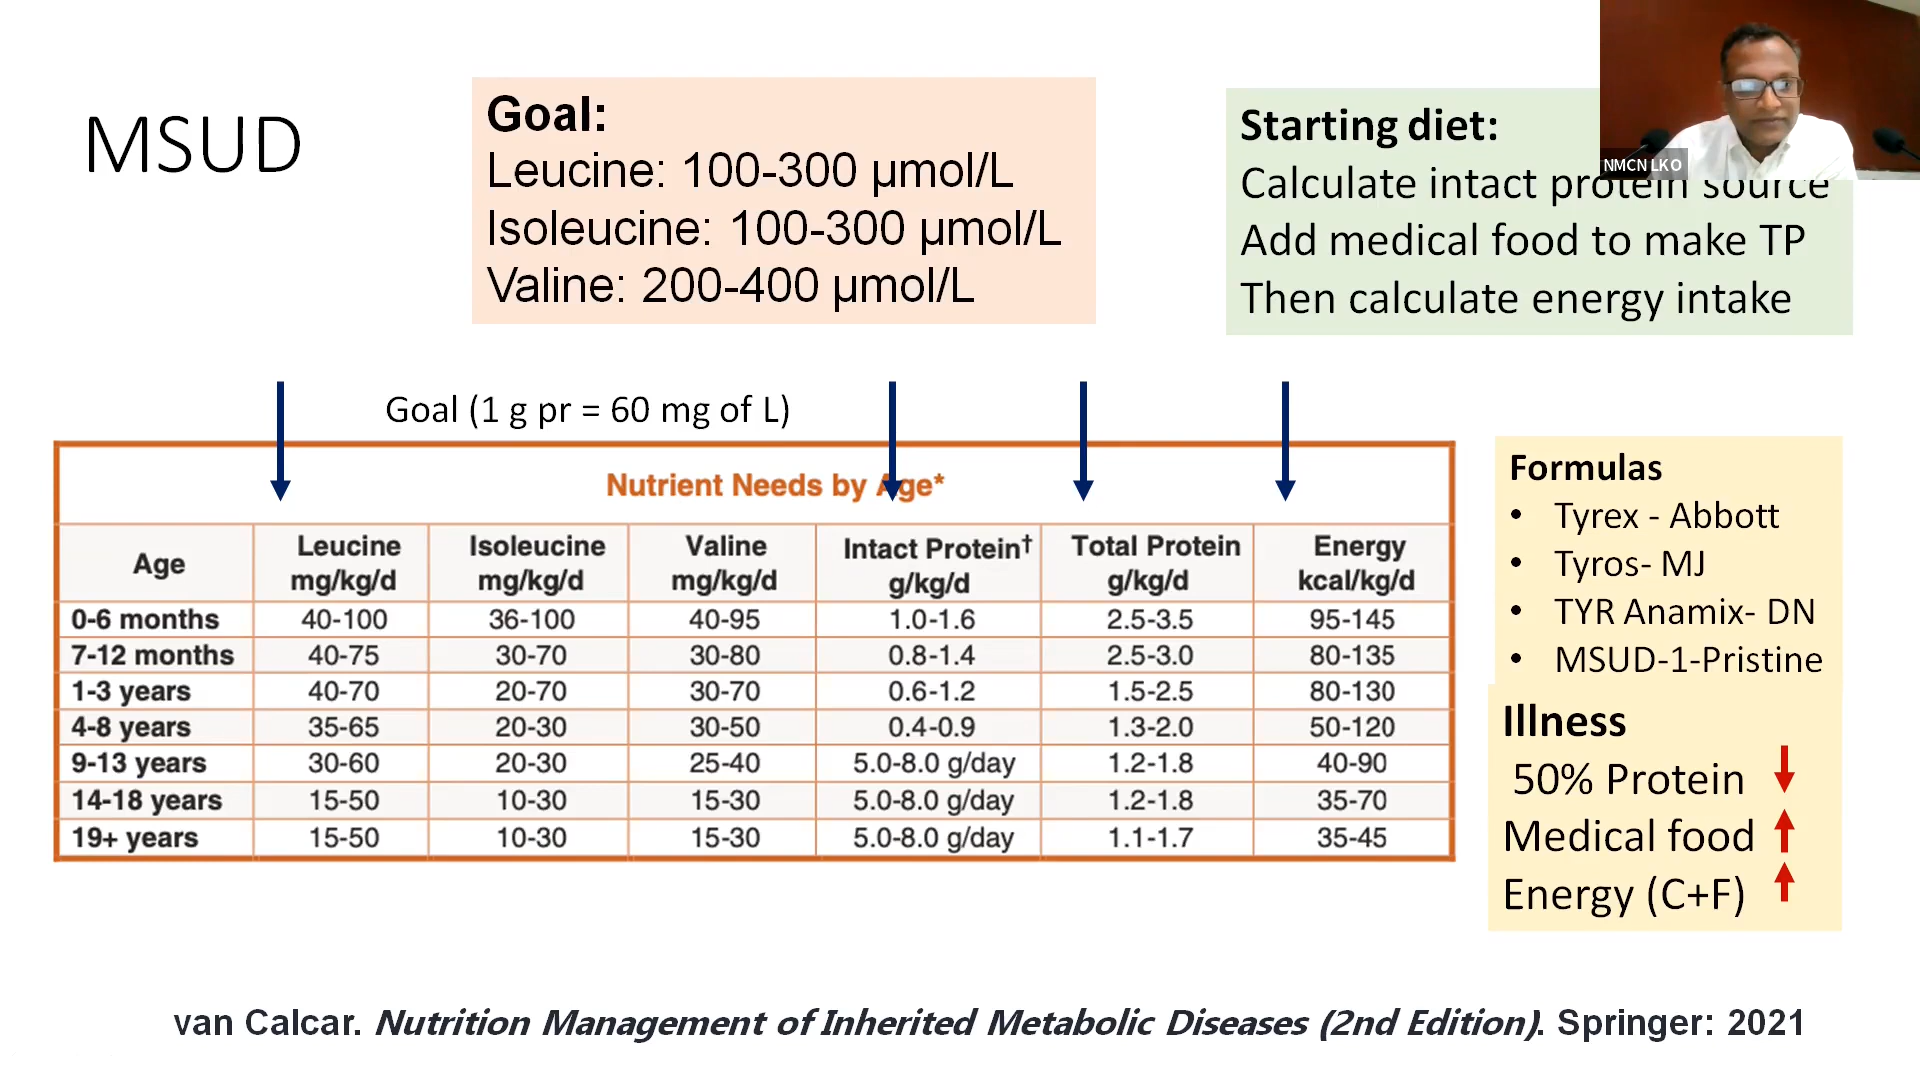 MSUD
Goal:
Leucine: 100-300 µmol/L
Isoleucine: 100-300 µmol/L
Valine: 200-400 µmol/L
Starting diet:
Calculate intact protein source
Add medical food to make TP
Then calculate energy intake
NMCN LKO
Goal (1 g pr = 60 mg of L)
Nutrient Needs by Age*
Age Leucine mg/kg/d Isoleucine mg/kg/d Valine mg/kg/d Intact Protein† g/kg/d Total Protein g/kg/d Energy kcal/kg/d
0-6 months 40-100 36-100 40-95 1.0-1.6 2.5-3.5 95-145
7-12 months 40-75 30-70 30-80 0.8-1.4 2.5-3.0 80-135
1-3 years 40-70 20-70 30-70 0.6-1.2 1.5-2.5 80-130
4-8 years 35-65 20-30 30-50 0.4-0.9 1.3-2.0 50-120
9-13 years 30-60 20-30 25-40 5.0-8.0 g/day 1.2-1.8 40-90
14-18 years 15-50 10-30 15-30 5.0-8.0 g/day 1.2-1.8 35-70
19+ years 15-50 10-30 15-30 5.0-8.0 g/day 1.1-1.7 35-45
Formulas
• Tyrex - Abbott
• Tyros- MJ
• TYR Anamix- DN
• MSUD-1-Pristine
Illness
50% Protein
Medical food
Energy (C+F)
van Calcar. Nutrition Management of Inherited Metabolic Diseases (2nd Edition). Springer: 2021